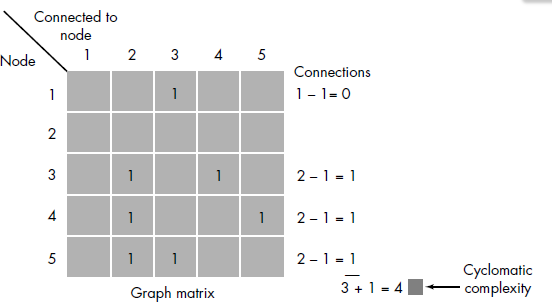 Connected to
node
Node
1 2 3 4 5
Connections
1 1 1 – 1 = 0
2
3 1 1 2 – 1 = 1
4 1 1 2 – 1 = 1
5 1 1 2 – 1 = 1
3 + 1 = 4
Cyclomatic
complexity
Graph matrix